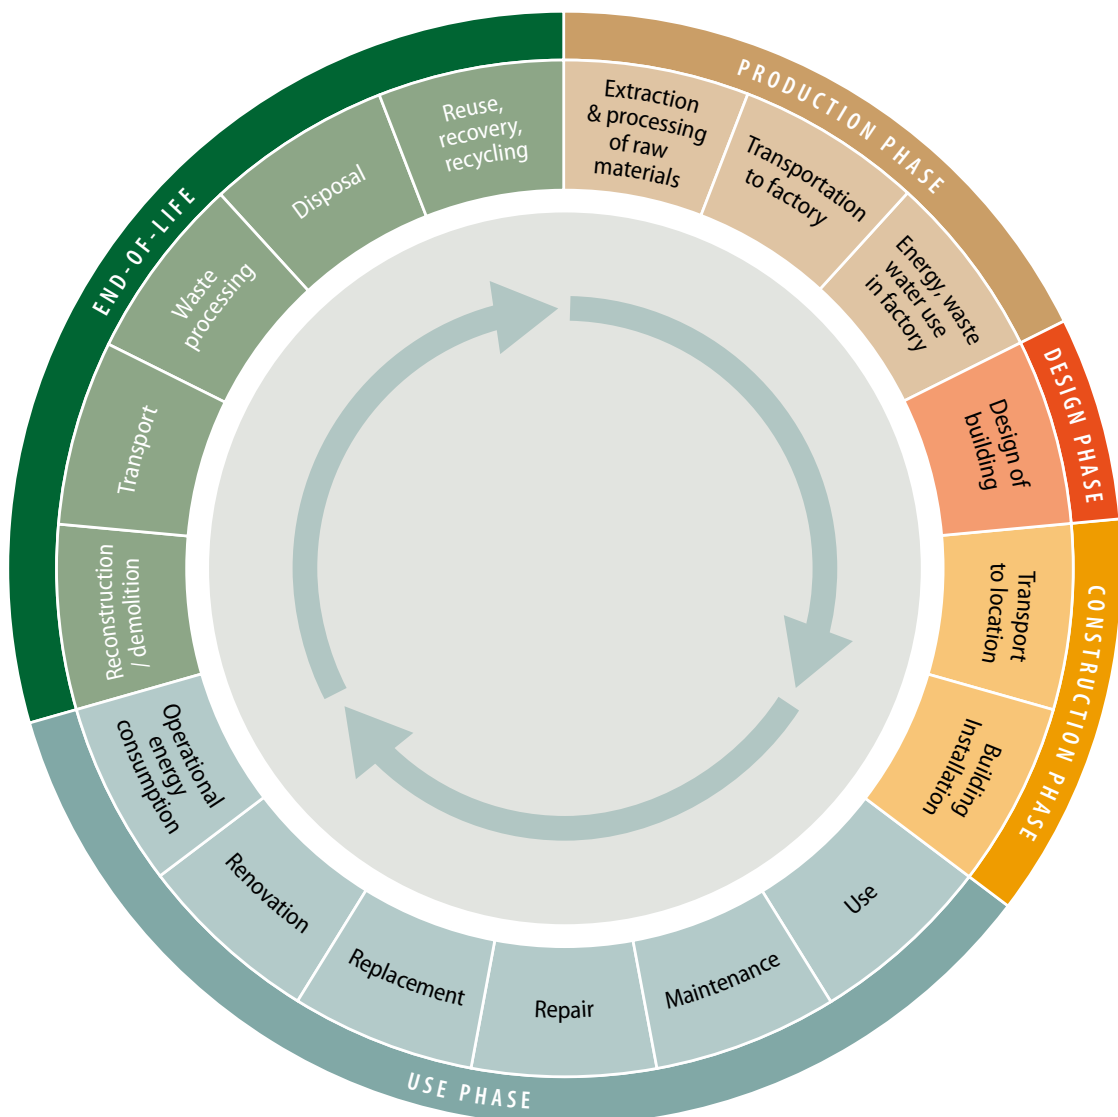 PRODUCTION PHASE
Extraction
& processing
of raw
materials
Transportation
to factory
Energy, waste
water use
in factory
DESIGN PHASE
Design of
building
CONSTRUCTION PHASE
Transport
to location
Building
Installation
USE PHASE
Use
Maintenance
Repair
Replacement
Renovation
Operational
energy
consumption
END-OF-LIFE
Reconstruction
/ demolition
Transport
Waste
processing
Disposal
Reuse,
recovery,
recycling